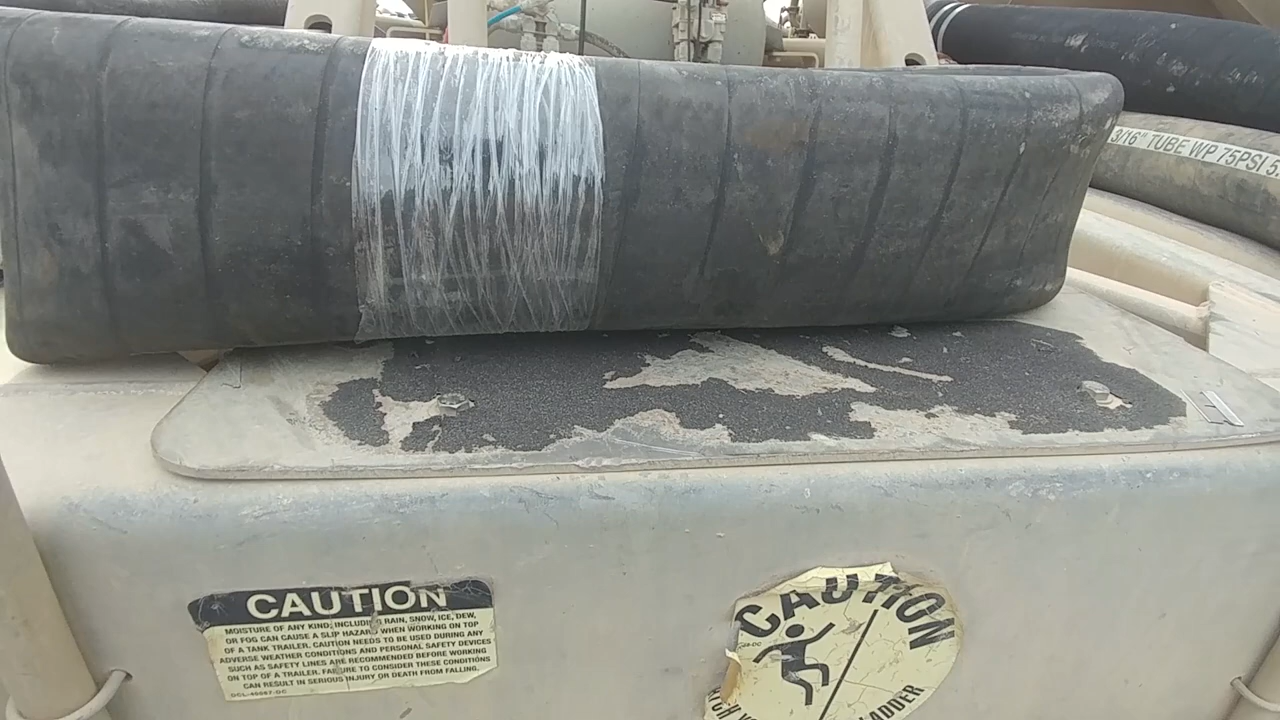 3/16" TUBE WP 75PSI 5.
CAUTION
MOISTURE OF ANY KIND, INCLUDING RAIN, SNOW, ICE, DEW,
OR FOG CAN CAUSE A SLIP HAZARD WHEN WORKING ON TOP
OF A TANK TRAILER. CAUTION NEEDS TO BE USED DURING ANY
ADVERSE WEATHER CONDITIONS AND PERSONAL SAFETY DEVICES
SUCH AS SAFETY LINES ARE RECOMMENDED BEFORE WORKING
ON TOP OF A TRAILER. FAILURE TO CONSIDER THESE CONDITIONS
CAN RESULT IN SERIOUS INJURY OR DEATH FROM FALLING.
CAUTION
LADDER